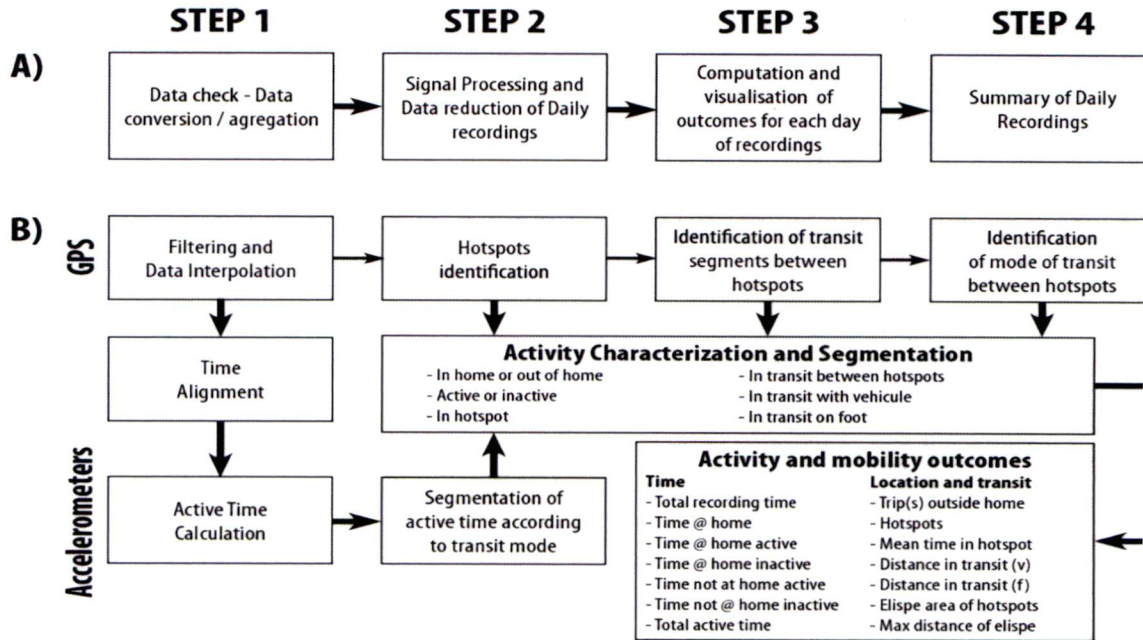 STEP 1
STEP 2
STEP 3
STEP 4
A)
Data check - Data
conversion / agregation
Signal Processing and
Data reduction of Daily
recordings
Computation and
visualisation of
outcomes for each day
of recordings
Summary of Daily
Recordings
B)
GPS
Filtering and
Data Interpolation
Hotspots
identification
Identification of transit
segments between
hotspots
Identification
of mode of transit
between hotspots
Time
Alignment
Activity Characterization and Segmentation
- In home or out of home
- Active or inactive
- In hotspot
- In transit between hotspots
- In transit with vehicule
- In transit on foot
Accelerometers
Active Time
Calculation
Segmentation of
active time according
to transit mode
Activity and mobility outcomes
Time
- Total recording time
- Time @ home
- Time @ home active
- Time @ home inactive
- Time not at home active
- Time not @ home inactive
- Total active time
Location and transit
- Trip(s) outside home
- Hotspots
- Mean time in hotspot
- Distance in transit (v)
- Distance in transit (f)
- Elispe area of hotspots
- Max distance of elispe